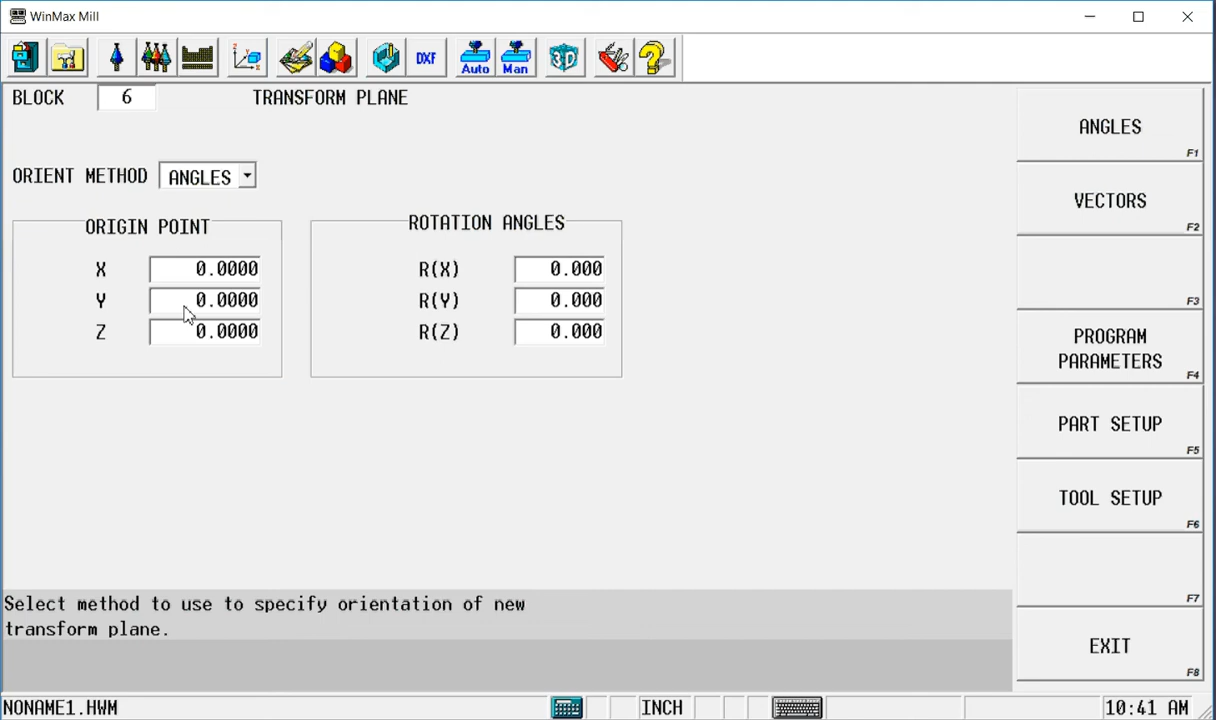 WinMax Mill
DXF
Auto
Man
3D
BLOCK 6 TRANSFORM PLANE
ORIENT METHOD ANGLES
ORIGIN POINT
X 0.0000
Y 0.0000
Z 0.0000
ROTATION ANGLES
R(X) 0.000
R(Y) 0.000
R(Z) 0.000
ANGLES
F1
VECTORS
F2
F3
PROGRAM
PARAMETERS
F4
PART SETUP
F5
TOOL SETUP
F6
F7
EXIT
F8
Select method to use to specify orientation of new
transform plane.
NONAME1.HWM INCH 10:41 AM